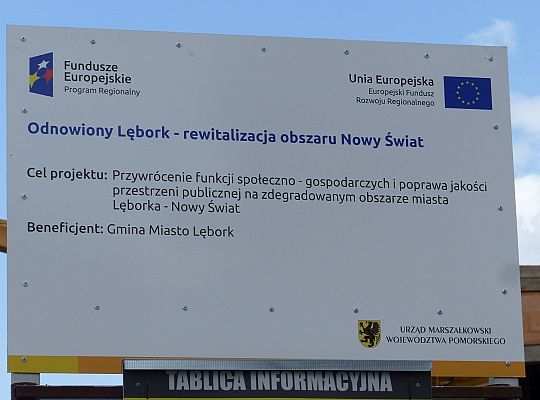 Fundusze
Europejskie
Program Regionalny
Unia Europejska
Europejski Fundusz
Rozwoju Regionalnego
Odnowiony Lębork - rewitalizacja obszaru Nowy Świat
Cel projektu: Przywrócenie funkcji społeczno - gospodarczych i poprawa jakości
przestrzeni publicznej na zdegradowanym obszarze miasta
Lęborka - Nowy Świat
Beneficjent: Gmina Miasto Lębork
URZĄD MARSZAŁKOWSKI
WOJEWÓDZTWA POMORSKIEGO
TABLICA INFORMACYJNA